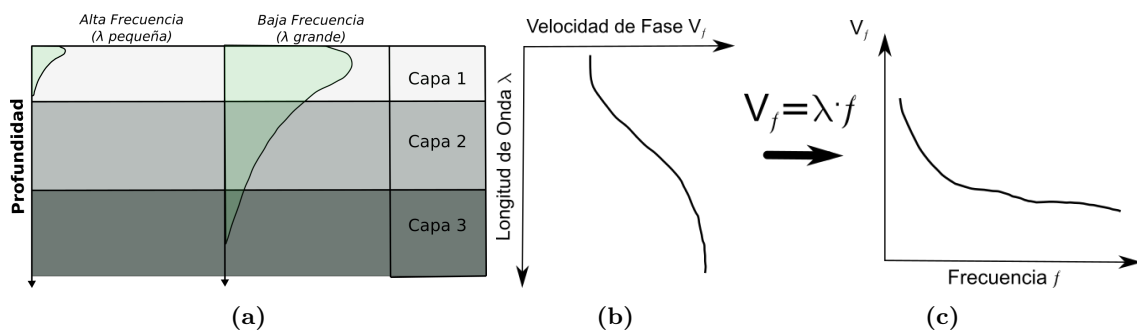 Alta Frecuencia
(λ pequeña)
Baja Frecuencia
(λ grande)
Profundidad
Capa 1
Capa 2
Capa 3
(a)
Velocidad de Fase V_f
Longitud de Onda λ
(b)
V_f=λ·f
V_f
Frecuencia f
(c)